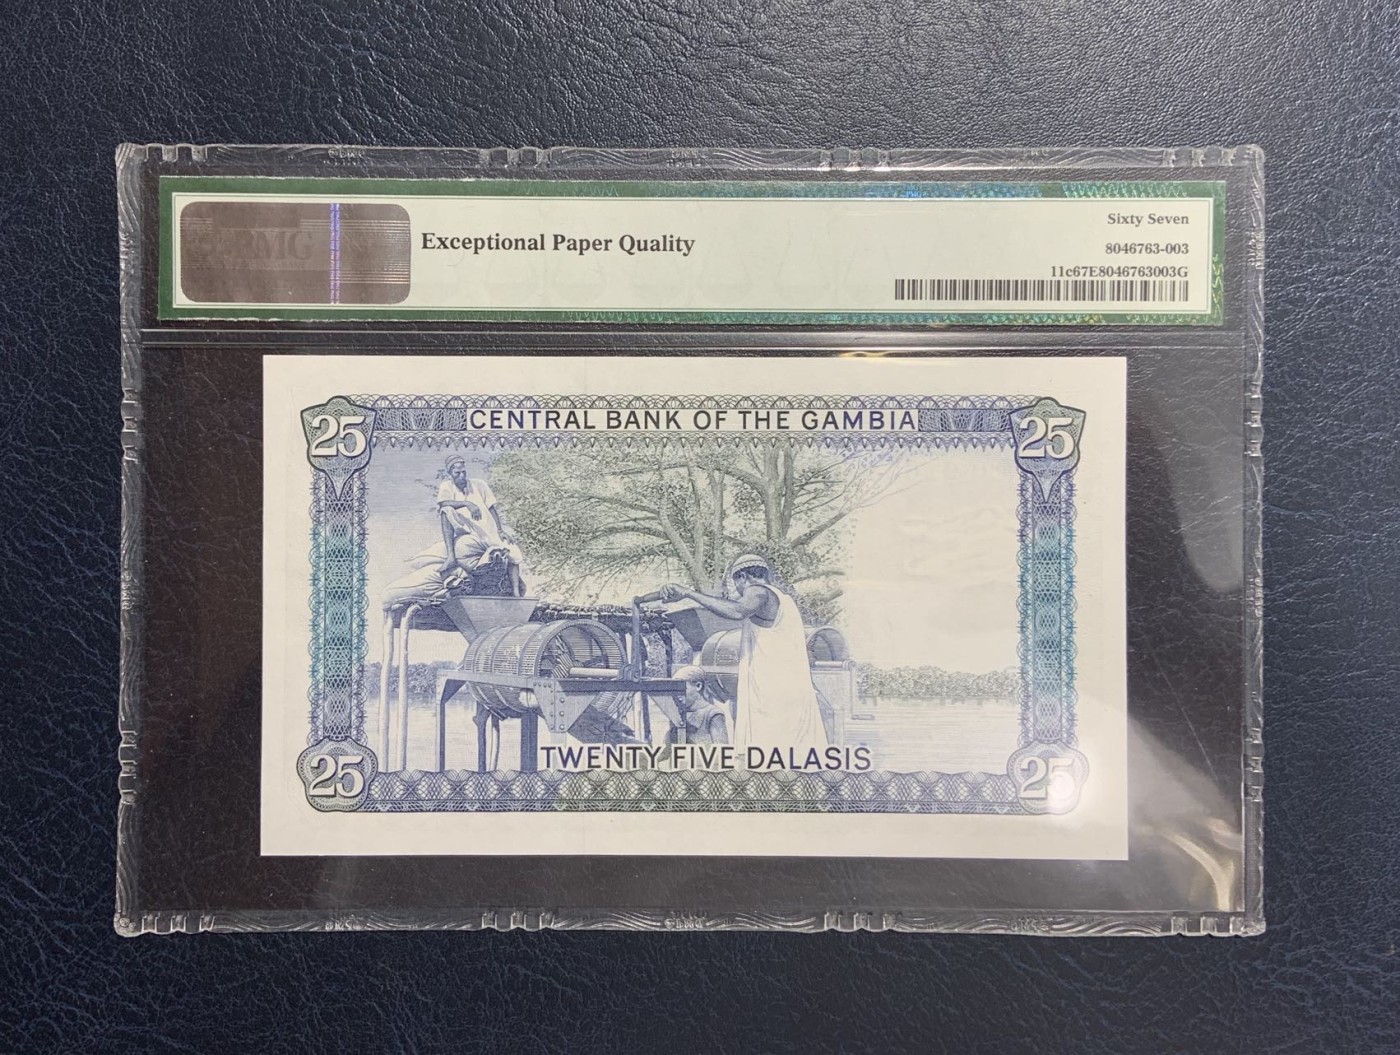 PMG
Exceptional Paper Quality
Sixty Seven
8046763-003
11c67E8046763003G
25
CENTRAL BANK OF THE GAMBIA
25
TWENTY FIVE DALASIS
25
25